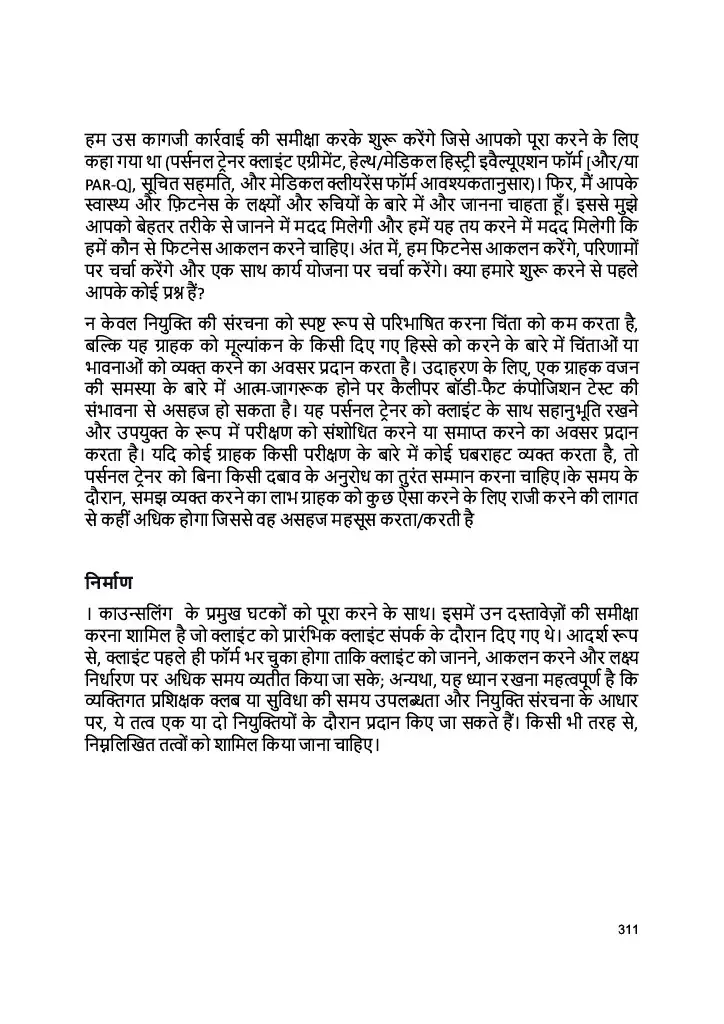 हम उस कागजी कार्रवाई की समीक्षा करके शुरू करेंगे जिसे आपको पूरा करने के लिए
कहा गया था (पर्सनल ट्रेनर क्लाइंट एग्रीमेंट, हेल्थ/मेडिकल हिस्ट्री इवैल्यूएशन फॉर्म [और/या
PAR-Q], सूचित सहमति, और मेडिकल क्लीयरेंस फॉर्म आवश्यकतानुसार)। फिर, मैं आपके
स्वास्थ्य और फ़िटनेस के लक्ष्यों और रुचियों के बारे में और जानना चाहता हूँ। इससे मुझे
आपको बेहतर तरीके से जानने में मदद मिलेगी और हमें यह तय करने में मदद मिलेगी कि
हमें कौन से फिटनेस आकलन करने चाहिए। अंत में, हम फिटनेस आकलन करेंगे, परिणामों
पर चर्चा करेंगे और एक साथ कार्य योजना पर चर्चा करेंगे। क्या हमारे शुरू करने से पहले
आपके कोई प्रश्न हैं?
न केवल नियुक्ति की संरचना को स्पष्ट रूप से परिभाषित करना चिंता को कम करता है,
बल्कि यह ग्राहक को मूल्यांकन के किसी दिए गए हिस्से को करने के बारे में चिंताओं या
भावनाओं को व्यक्त करने का अवसर प्रदान करता है। उदाहरण के लिए, एक ग्राहक वजन
की समस्या के बारे में आत्म-जागरूक होने पर कैलीपर बॉडी-फैट कंपोजिशन टेस्ट की
संभावना से असहज हो सकता है। यह पर्सनल ट्रेनर को क्लाइंट के साथ सहानुभूति रखने
और उपयुक्त के रूप में परीक्षण को संशोधित करने या समाप्त करने का अवसर प्रदान
करता है। यदि कोई ग्राहक किसी परीक्षण के बारे में कोई घबराहट व्यक्त करता है, तो
पर्सनल ट्रेनर को बिना किसी दबाव के अनुरोध का तुरंत सम्मान करना चाहिए।के समय के
दौरान, समझ व्यक्त करने का लाभ ग्राहक को कुछ ऐसा करने के लिए राजी करने की लागत
से कहीं अधिक होगा जिससे वह असहज महसूस करता/करती है
निर्माण
। काउन्सलिंग के प्रमुख घटकों को पूरा करने के साथ। इसमें उन दस्तावेज़ों की समीक्षा
करना शामिल है जो क्लाइंट को प्रारंभिक क्लाइंट संपर्क के दौरान दिए गए थे। आदर्श रूप
से, क्लाइंट पहले ही फॉर्म भर चुका होगा ताकि क्लाइंट को जानने, आकलन करने और लक्ष्य
निर्धारण पर अधिक समय व्यतीत किया जा सके; अन्यथा, यह ध्यान रखना महत्वपूर्ण है कि
व्यक्तिगत प्रशिक्षक क्लब या सुविधा की समय उपलब्धता और नियुक्ति संरचना के आधार
पर, ये तत्व एक या दो नियुक्तियों के दौरान प्रदान किए जा सकते हैं। किसी भी तरह से,
निम्नलिखित तत्वों को शामिल किया जाना चाहिए।
311